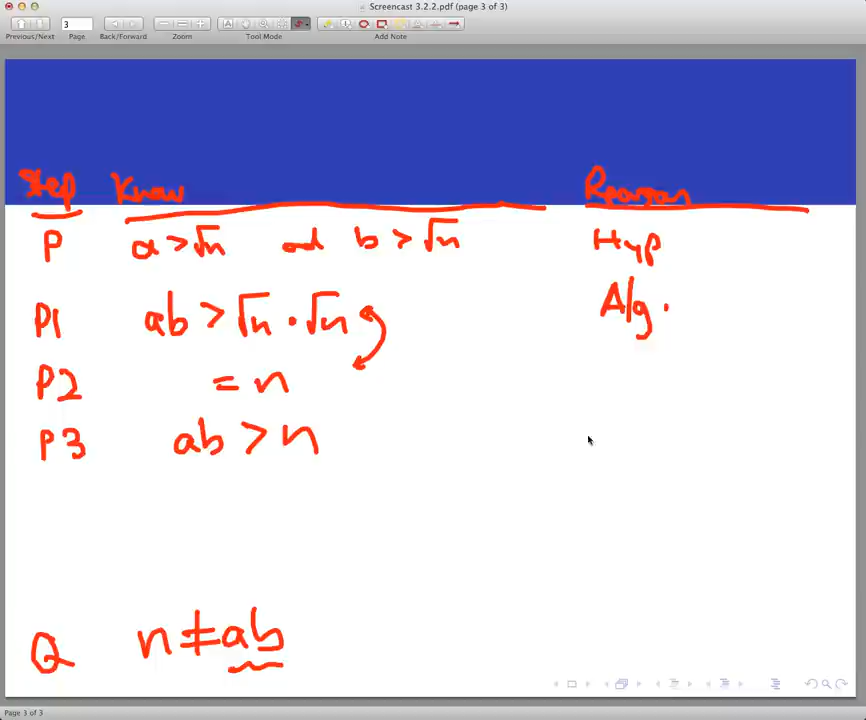 Screencast 3.2.2.pdf (page 3 of 3)
3
Previous/Next Page Back/Forward Zoom Tool Mode Add Note
Step Know Reason
P a > √n and b > √n Hyp
P1 ab > √n · √n Alg.
P2 = n
P3 ab > n
Q n ≠ ab
Page 3 of 3